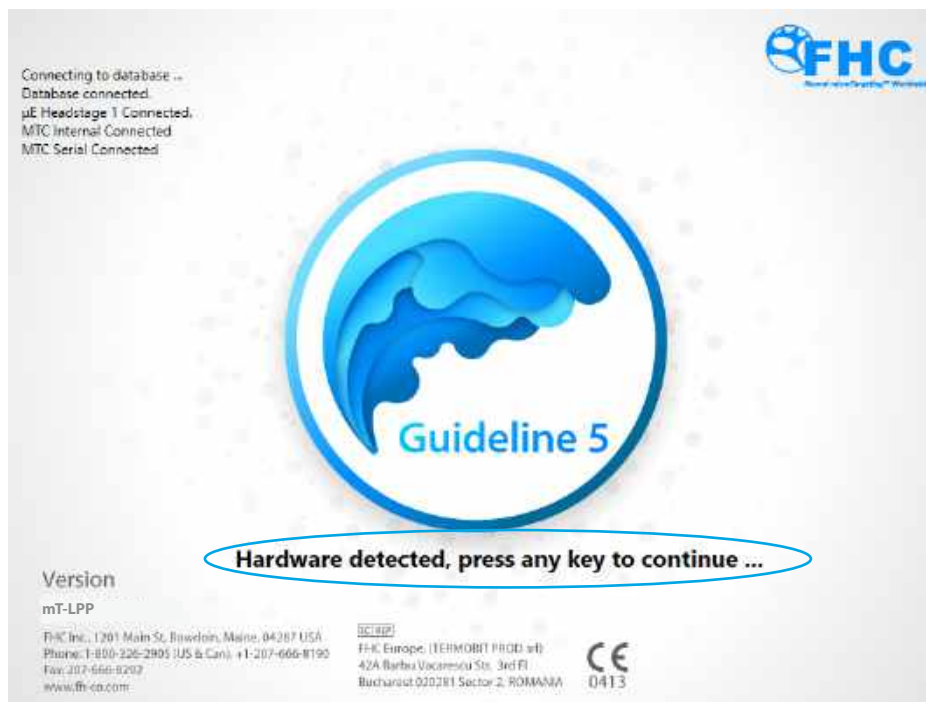 Connecting to database ...
Database connected.
µE Headstage 1 Connected.
MTC Internal Connected
MTC Serial Connected
FHC
Guideline 5
Hardware detected, press any key to continue ...
Version
mT-LPP
FHC Inc., 1201 Main St, Bowdoin, Maine, 04287 USA
Phone: 1-800-326-2905 (US & Can), +1-207-666-8190
Fax: 207-666-8292
www.fh-co.com
EC REP
FHC Europe, (TERMOBIT PROD srl)
42A Barbu Vacarescu Str, 3rd Fl
Bucharest 020281 Sector 2, ROMANIA
CE
0413